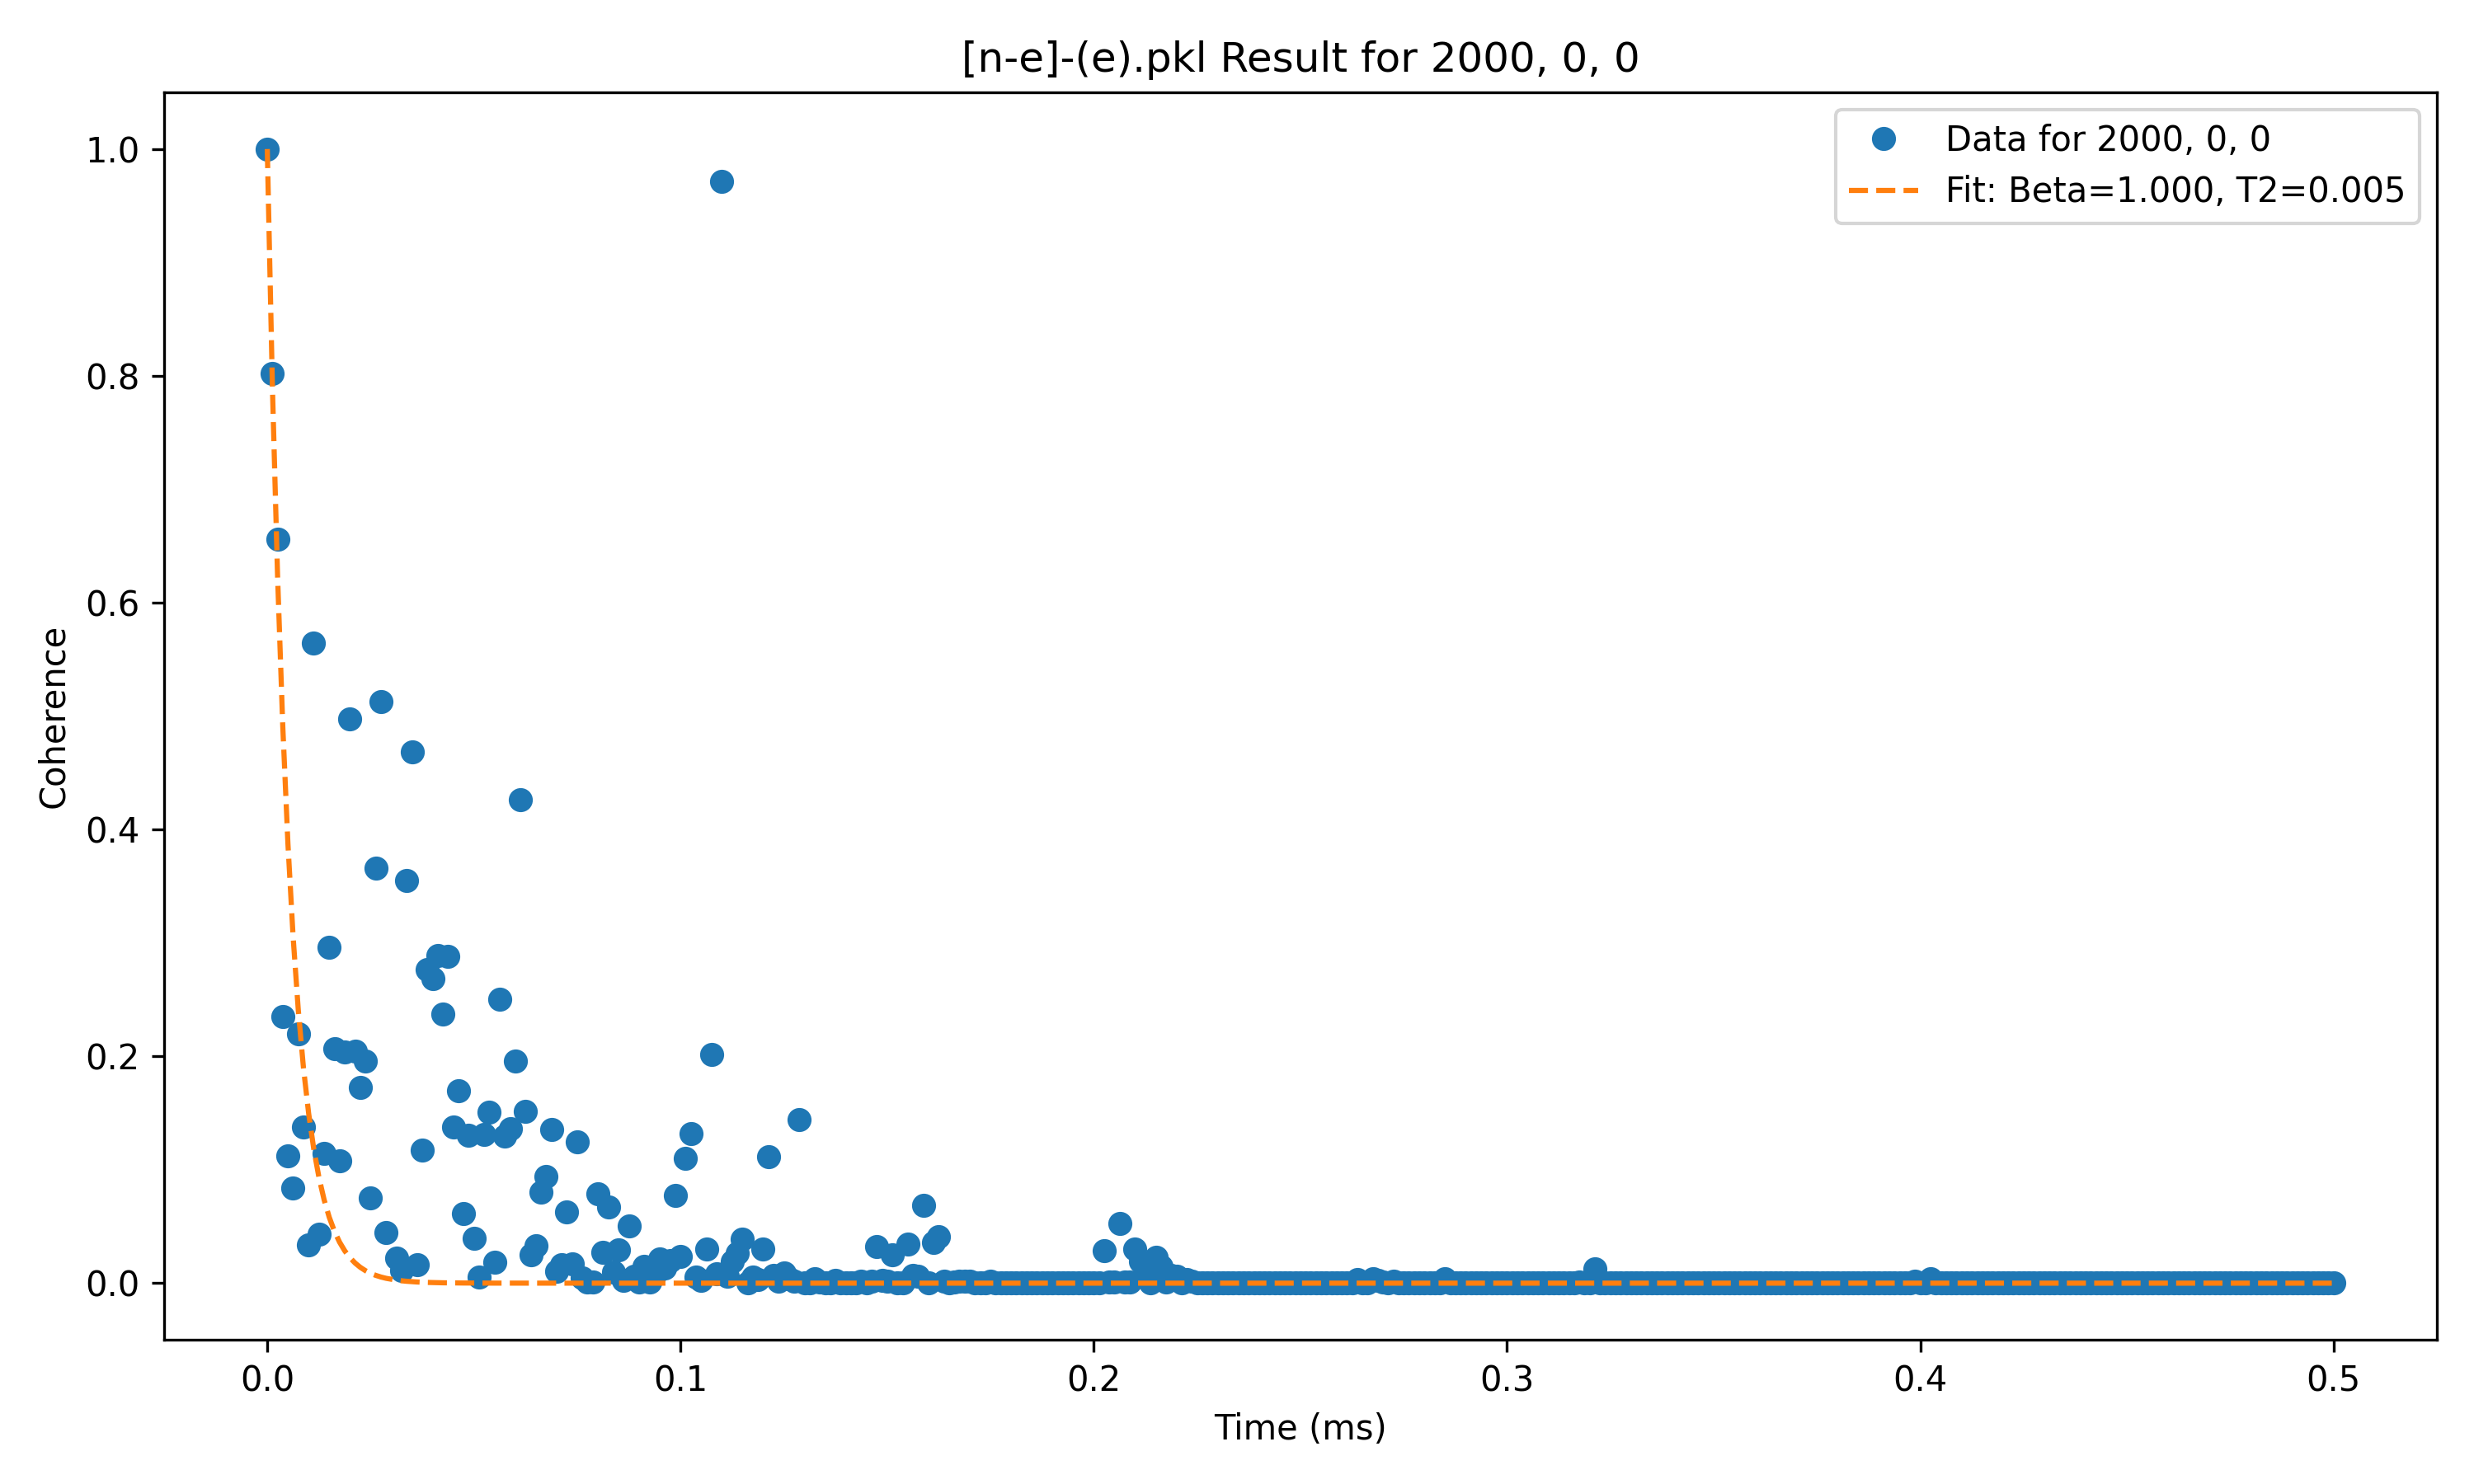 [n-e]-(e).pkl Result for 2000, 0, 0
Data for 2000, 0, 0
Fit: Beta=1.000, T2=0.005
Coherence
1.0
0.8
0.6
0.4
0.2
0.0
0.0 0.1 0.2 0.3 0.4 0.5
Time (ms)